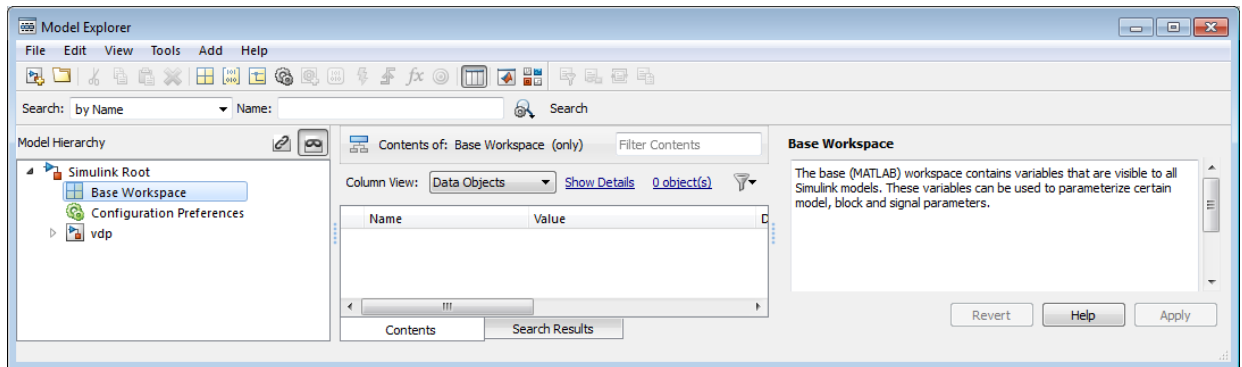 Model Explorer
File Edit View Tools Add Help
fx
Search: by Name Name: Search
Model Hierarchy
Simulink Root
Base Workspace
Configuration Preferences
vdp
Contents of: Base Workspace (only) Filter Contents
Column View: Data Objects Show Details 0 object(s)
Name Value D
Contents Search Results
Base Workspace
The base (MATLAB) workspace contains variables that are visible to all
Simulink models. These variables can be used to parameterize certain
model, block and signal parameters.
Revert Help Apply